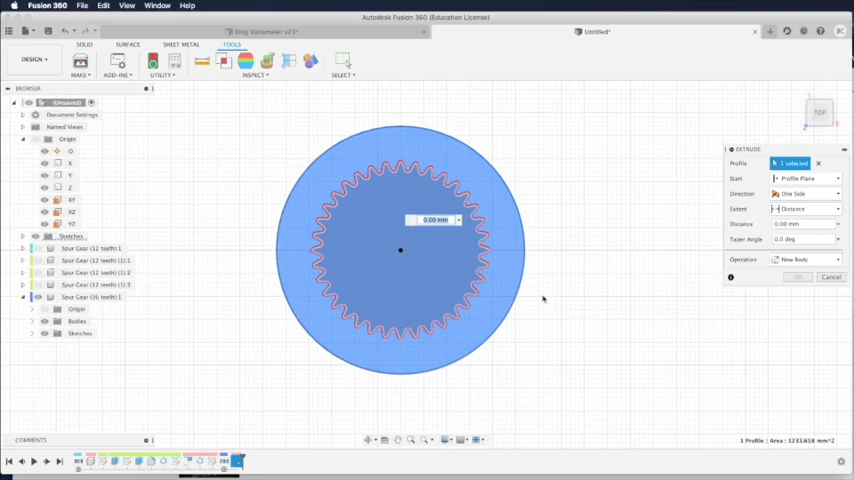 Fusion 360 File Edit View Window Help
Autodesk Fusion 360 (Education License)
Ring Variometer v23*
Untitled*
BC
SOLID SURFACE SHEET METAL TOOLS
DESIGN
MAKE ADD-INS UTILITY INSPECT SELECT
BROWSER
(Unsaved)
Document Settings
Named Views
Origin
O
X
Y
Z
XY
XZ
YZ
Sketches
Spur Gear (12 teeth):1
Spur Gear (12 teeth) (1):1
Spur Gear (12 teeth) (1):2
Spur Gear (12 teeth) (1):3
Spur Gear (36 teeth):1
Origin
Bodies
Sketches
0.00 mm
TOP
X
Z
EXTRUDE
Profile 1 selected
Start Profile Plane
Direction One Side
Extent Distance
Distance 0.00 mm
Taper Angle 0.0 deg
Operation New Body
OK Cancel
COMMENTS
1 Profile | Area : 1233.658 mm^2